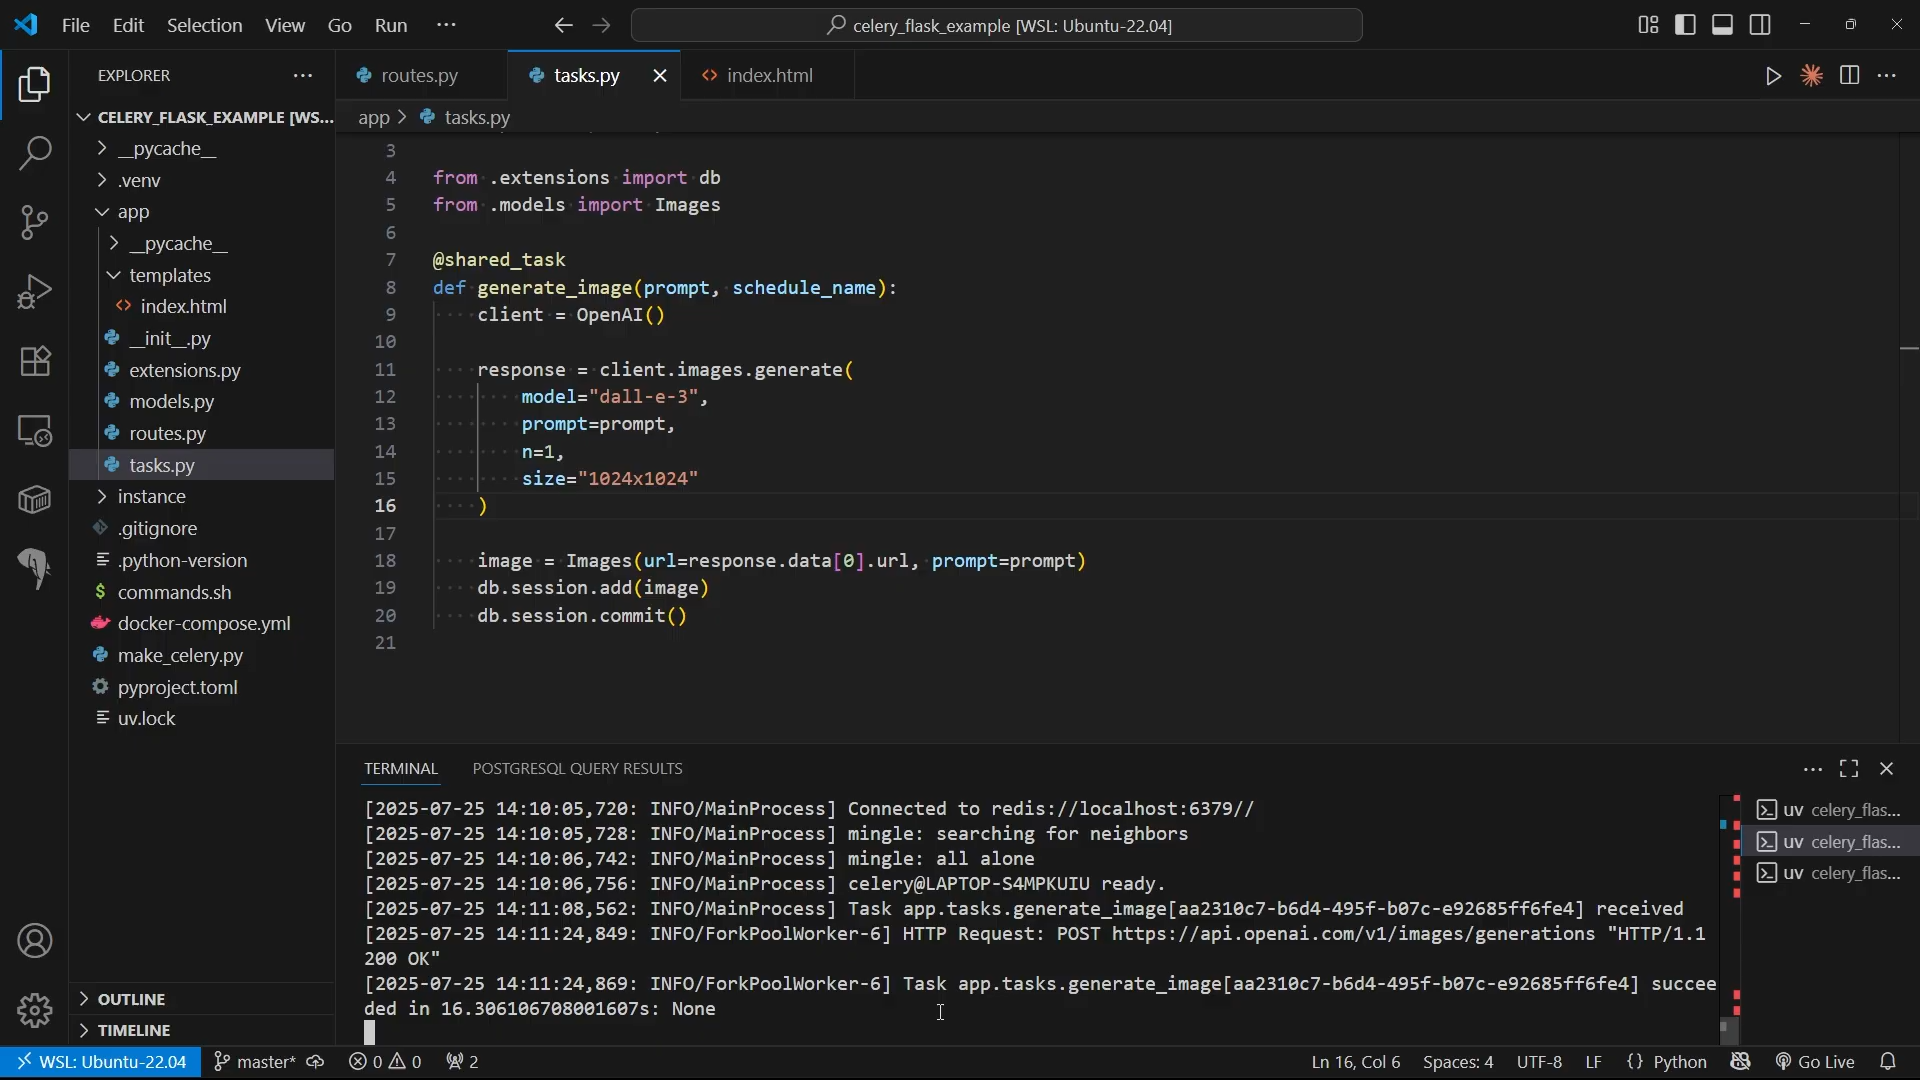 File Edit Selection View Go Run ···
celery_flask_example [WSL: Ubuntu-22.04]
EXPLORER
CELERY_FLASK_EXAMPLE [WS...
__pycache__
.venv
app
__pycache__
templates
index.html
__init__.py
extensions.py
models.py
routes.py
tasks.py
instance
.gitignore
.python-version
commands.sh
docker-compose.yml
make_celery.py
pyproject.toml
uv.lock
OUTLINE
TIMELINE
routes.py tasks.py index.html
app > tasks.py
3
4 from .extensions import db
5 from .models import Images
6
7 @shared_task
8 def generate_image(prompt, schedule_name):
9 client = OpenAI()
10
11 response = client.images.generate(
12 model="dall-e-3",
13 prompt=prompt,
14 n=1,
15 size="1024x1024"
16 )
17
18 image = Images(url=response.data[0].url, prompt=prompt)
19 db.session.add(image)
20 db.session.commit()
21
TERMINAL POSTGRESQL QUERY RESULTS
[2025-07-25 14:10:05,720: INFO/MainProcess] Connected to redis://localhost:6379//
[2025-07-25 14:10:05,728: INFO/MainProcess] mingle: searching for neighbors
[2025-07-25 14:10:06,742: INFO/MainProcess] mingle: all alone
[2025-07-25 14:10:06,756: INFO/MainProcess] celery@LAPTOP-S4MPKUIU ready.
[2025-07-25 14:11:08,562: INFO/MainProcess] Task app.tasks.generate_image[aa2310c7-b6d4-495f-b07c-e92685ff6fe4] received
[2025-07-25 14:11:24,849: INFO/ForkPoolWorker-6] HTTP Request: POST https://api.openai.com/v1/images/generations "HTTP/1.1
200 OK"
[2025-07-25 14:11:24,869: INFO/ForkPoolWorker-6] Task app.tasks.generate_image[aa2310c7-b6d4-495f-b07c-e92685ff6fe4] succee
ded in 16.306106708001607s: None
uv celery_flas...
uv celery_flas...
uv celery_flas...
WSL: Ubuntu-22.04 master* 0 0 2 Ln 16, Col 6 Spaces: 4 UTF-8 LF {} Python Go Live